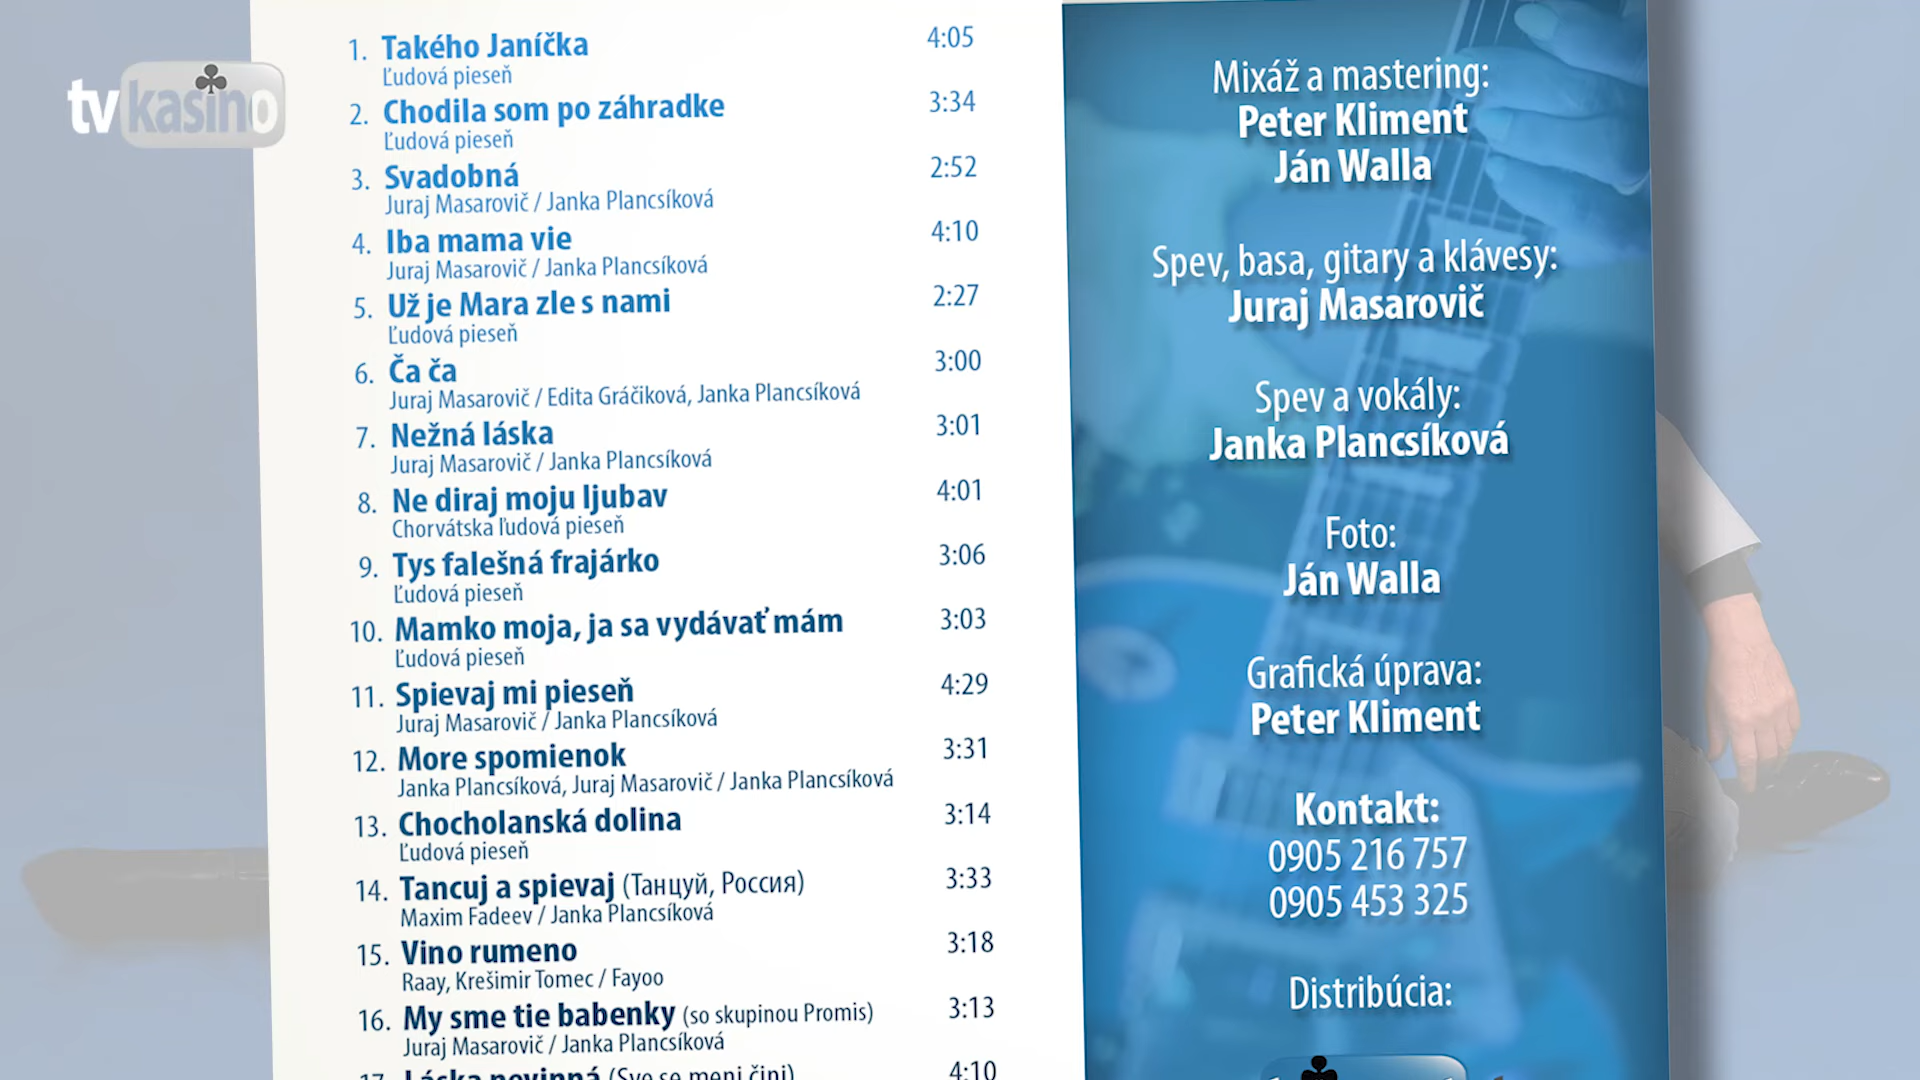 tv kasino
1. Takého Janíčka 4:05
Ľudová pieseň
2. Chodila som po záhradke 3:34
Ľudová pieseň
3. Svadobná 2:52
Juraj Masarovič / Janka Plancsíková
4. Iba mama vie 4:10
Juraj Masarovič / Janka Plancsíková
5. Už je Mara zle s nami 2:27
Ľudová pieseň
6. Ča ča 3:00
Juraj Masarovič / Edita Gráčiková, Janka Plancsíková
7. Nežná láska 3:01
Juraj Masarovič / Janka Plancsíková
8. Ne diraj moju ljubav 4:01
Chorvátska ľudová pieseň
9. Tys falešná frajárko 3:06
Ľudová pieseň
10. Mamko moja, ja sa vydávať mám 3:03
Ľudová pieseň
11. Spievaj mi pieseň 4:29
Juraj Masarovič / Janka Plancsíková
12. More spomienok 3:31
Janka Plancsíková, Juraj Masarovič / Janka Plancsíková
13. Chocholanská dolina 3:14
Ľudová pieseň
14. Tancuj a spievaj (Танцуй, Россия) 3:33
Maxim Fadeev / Janka Plancsíková
15. Vino rumeno 3:18
Raay, Krešimir Tomec / Fayoo
16. My sme tie babenky (so skupinou Promis) 3:13
Juraj Masarovič / Janka Plancsíková
17. Láska nevinná (Svo se meni čini) 4:10
Mixáž a mastering:
Peter Kliment
Ján Walla
Spev, basa, gitary a klávesy:
Juraj Masarovič
Spev a vokály:
Janka Plancsíková
Foto:
Ján Walla
Grafická úprava:
Peter Kliment
Kontakt:
0905 216 757
0905 453 325
Distribúcia: